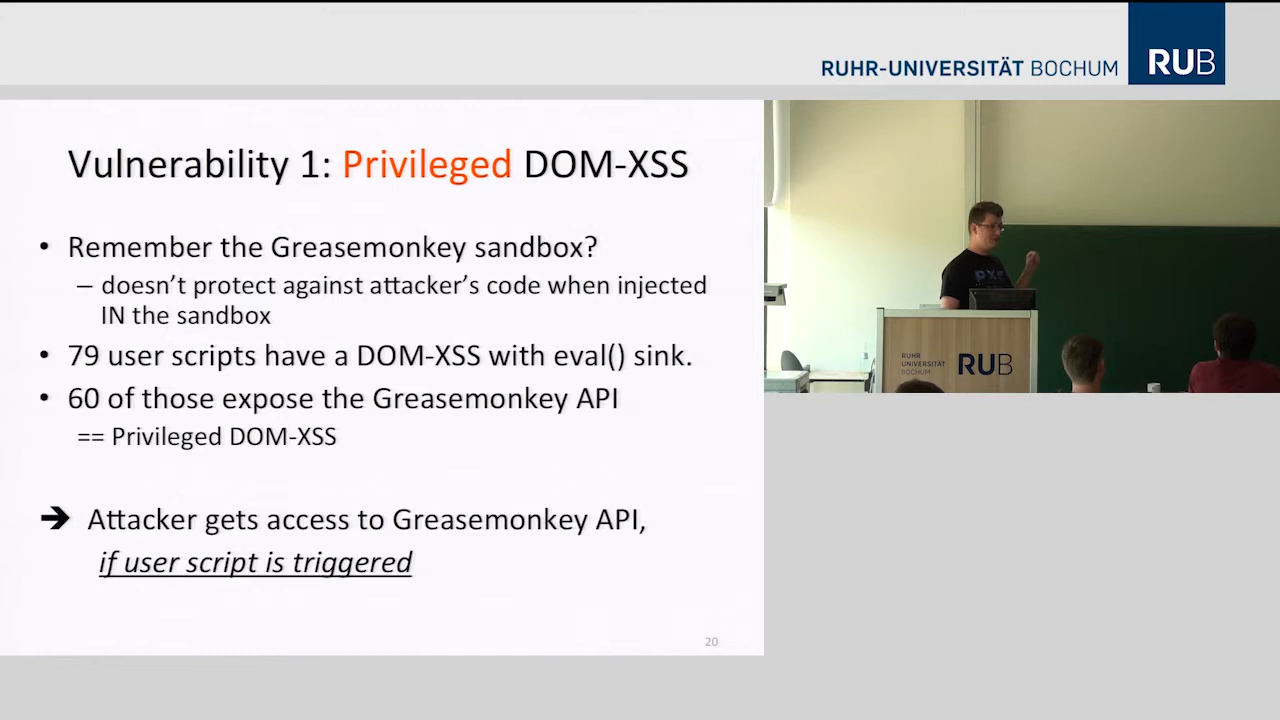 RUHR-UNIVERSITÄT BOCHUM
RUB
Vulnerability 1: Privileged DOM-XSS
• Remember the Greasemonkey sandbox?
– doesn't protect against attacker's code when injected
IN the sandbox
• 79 user scripts have a DOM-XSS with eval() sink.
• 60 of those expose the Greasemonkey API
== Privileged DOM-XSS
➔ Attacker gets access to Greasemonkey API,
if user script is triggered
20
RUHR
UNIVERSITÄT
BOCHUM
RUB